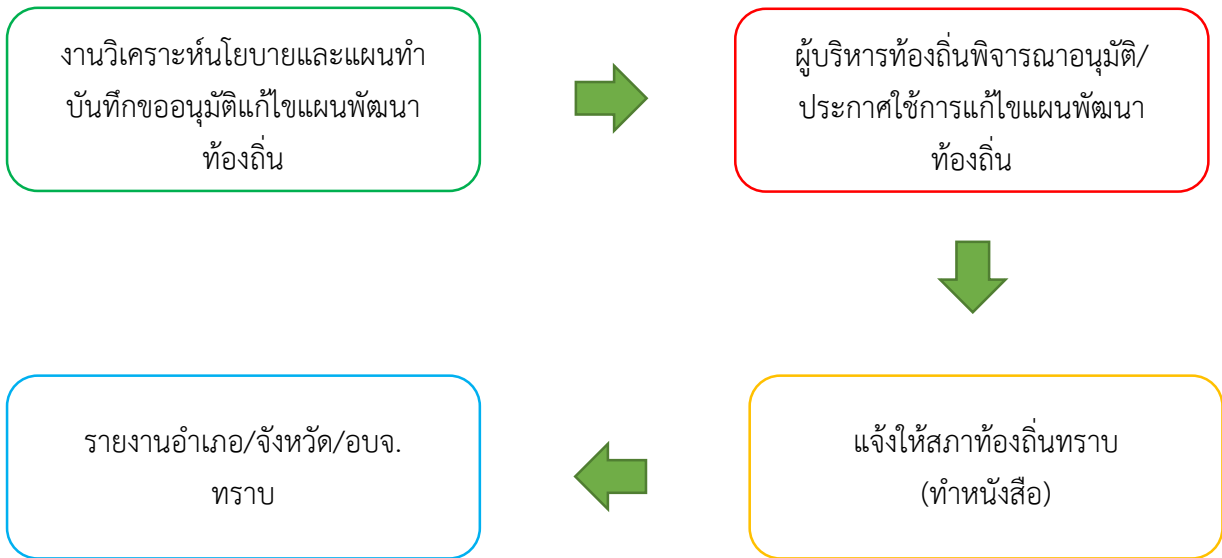 งานวิเคราะห์นโยบายและแผนทำ
บันทึกขออนุมัติแก้ไขแผนพัฒนา
ท้องถิ่น
ผู้บริหารท้องถิ่นพิจารณาอนุมัติ/
ประกาศใช้การแก้ไขแผนพัฒนา
ท้องถิ่น
แจ้งให้สภาท้องถิ่นทราบ
(ทำหนังสือ)
รายงานอำเภอ/จังหวัด/อบจ.
ทราบ